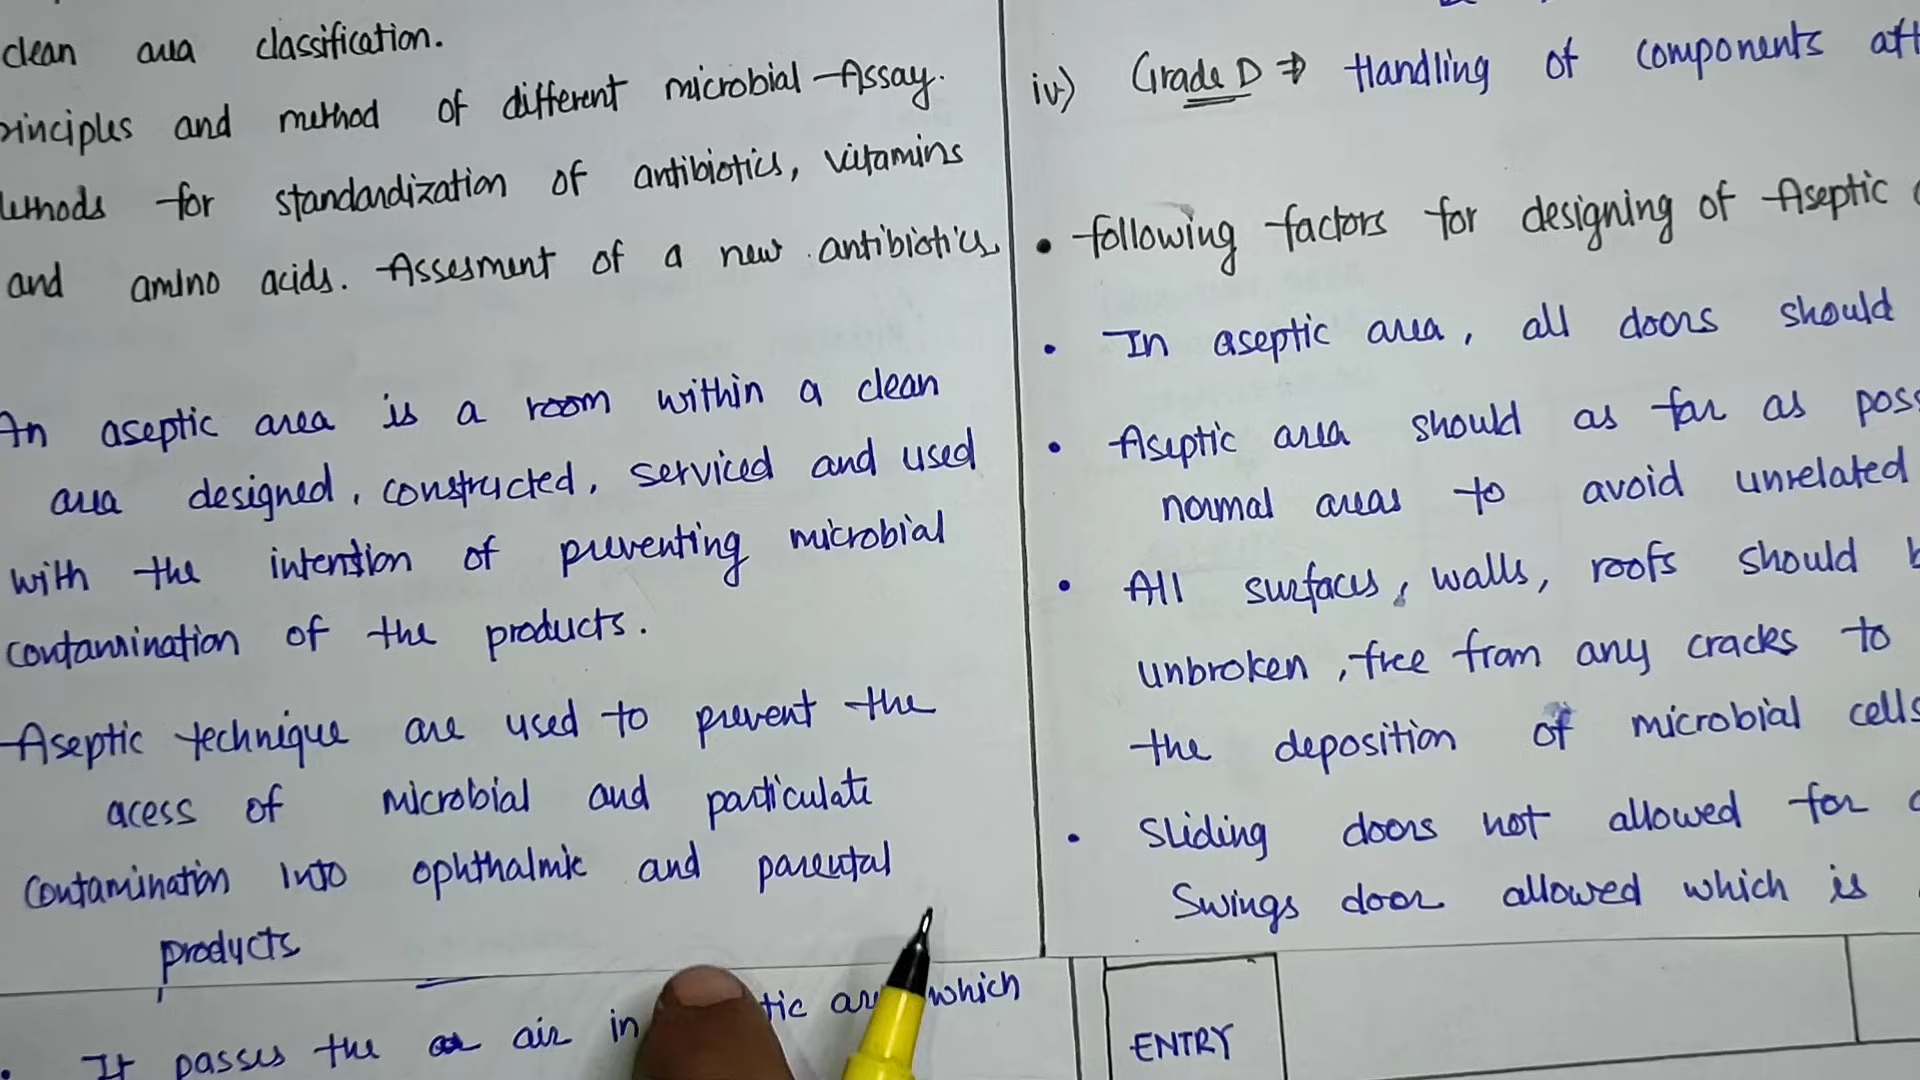 clean area classification.
and method of different microbial Assay.
for standardization of antibiotics, vitamins
and amino acids. Assesment of a new antibiotics
An aseptic area is a room within a clean
area designed, constructed, serviced and used
with the intention of preventing microbial
contamination of the products.
Aseptic technique are used to prevent the
acess of microbial and particulate
contamination into ophthalmic and parental
products
It passes the air in which
iv) Grade D ⇒ Handling of components
• following factors for designing of Aseptic
• In aseptic area, all doors should
• Aseptic area should as far as
normal areas to avoid unrelated
• All surfaces, walls, roofs should
unbroken, free from any cracks to
the deposition of microbial cells
• Sliding doors not allowed for
Swings door allowed which is
ENTRY